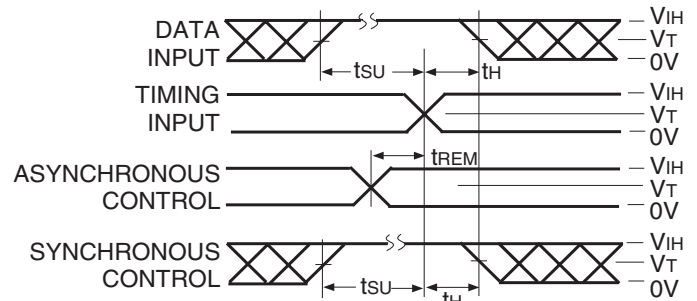 DATA
INPUT
tSU
tH
VIH
VT
0V
TIMING
INPUT
VIH
VT
0V
tREM
ASYNCHRONOUS
CONTROL
VIH
VT
0V
SYNCHRONOUS
CONTROL
tSU
tH
VIH
VT
0V